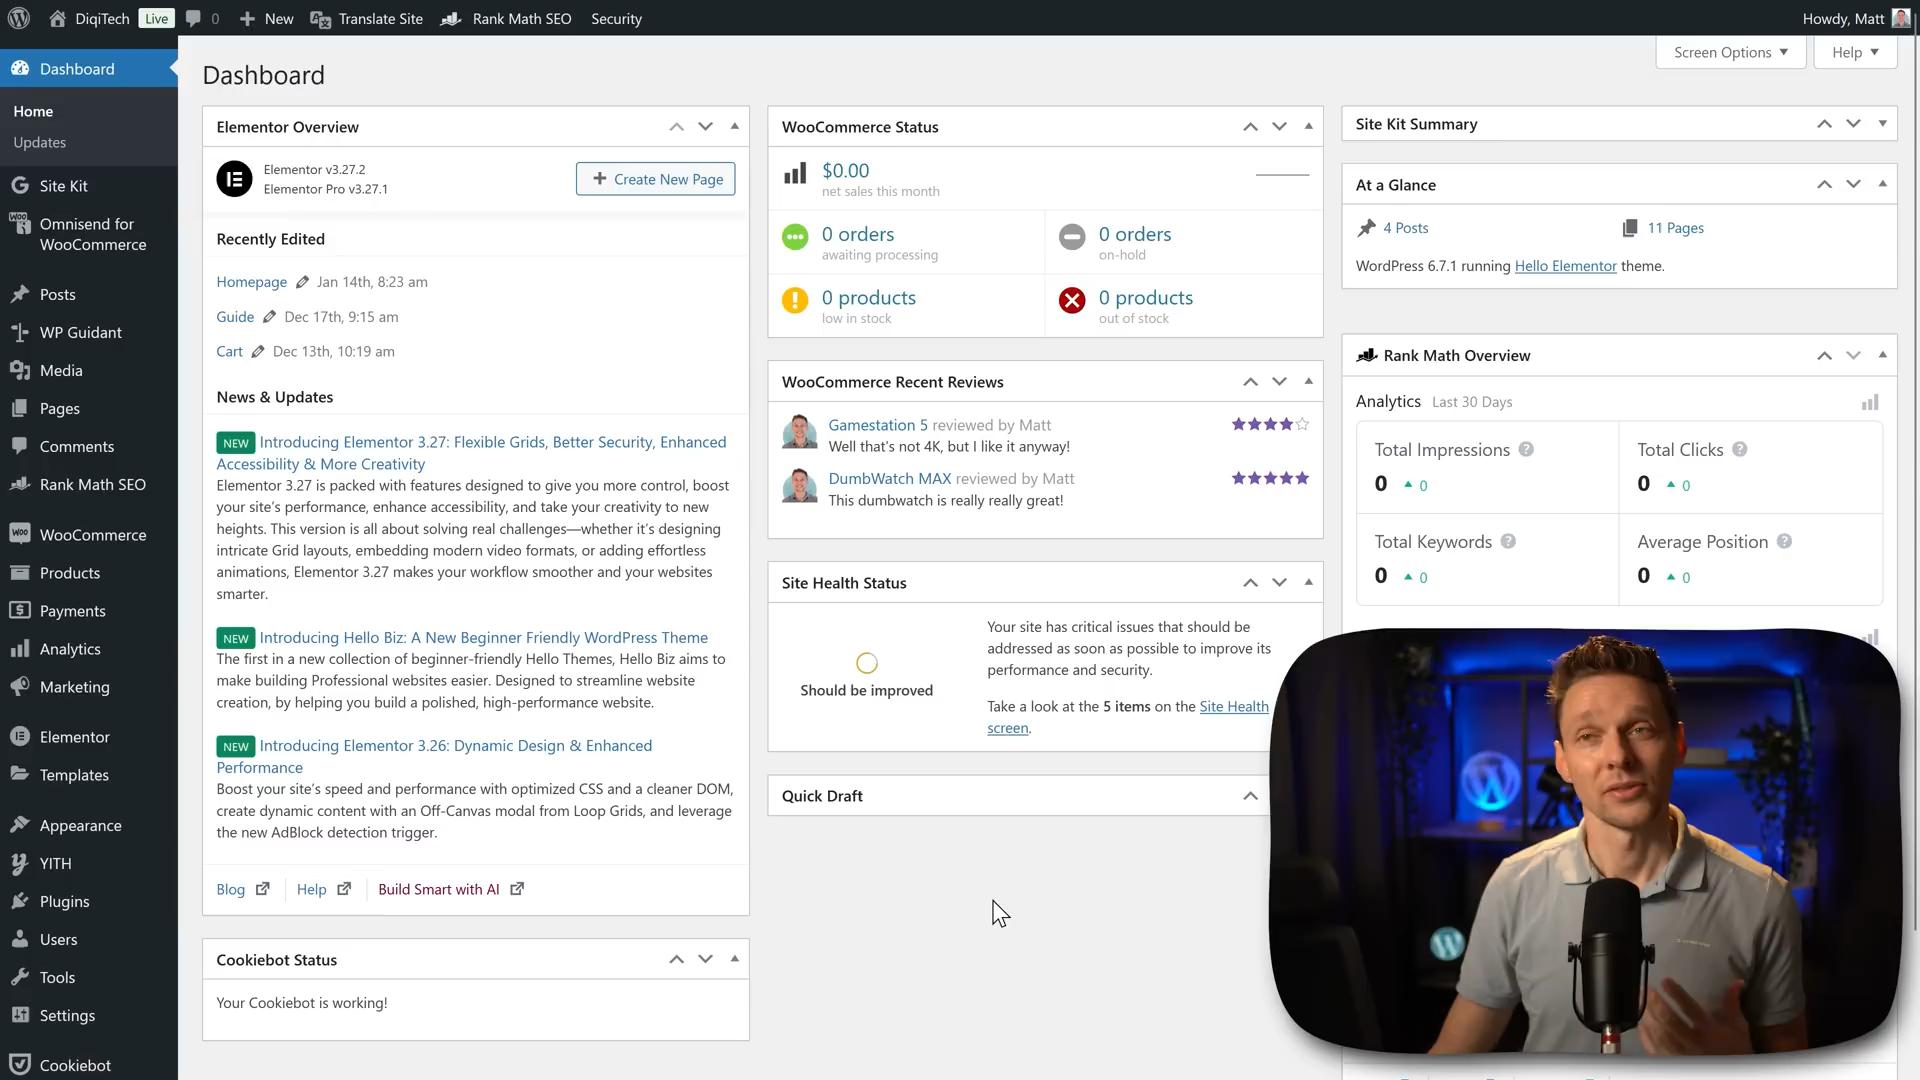 DiqiTech Live 0 New Translate Site Rank Math SEO Security Howdy, Matt
Screen Options Help
Dashboard
Home
Updates
Site Kit
Omnisend for
WooCommerce
Posts
WP Guidant
Media
Pages
Comments
Rank Math SEO
WooCommerce
Products
Payments
Analytics
Marketing
Elementor
Templates
Appearance
YITH
Plugins
Users
Tools
Settings
Cookiebot
Dashboard
Elementor Overview
Elementor v3.27.2
Elementor Pro v3.27.1
Create New Page
Recently Edited
Homepage Jan 14th, 8:23 am
Guide Dec 17th, 9:15 am
Cart Dec 13th, 10:19 am
News & Updates
NEW Introducing Elementor 3.27: Flexible Grids, Better Security, Enhanced
Accessibility & More Creativity
Elementor 3.27 is packed with features designed to give you more control, boost
your site's performance, enhance accessibility, and take your creativity to new
heights. This version is all about solving real challenges—whether it's designing
intricate Grid layouts, embedding modern video formats, or adding effortless
animations, Elementor 3.27 makes your workflow smoother and your websites
smarter.
NEW Introducing Hello Biz: A New Beginner Friendly WordPress Theme
The first in a new collection of beginner-friendly Hello Themes, Hello Biz aims to
make building Professional websites easier. Designed to streamline website
creation, by helping you build a polished, high-performance website.
NEW Introducing Elementor 3.26: Dynamic Design & Enhanced
Performance
Boost your site's speed and performance with optimized CSS and a cleaner DOM,
create dynamic content with an Off-Canvas modal from Loop Grids, and leverage
the new AdBlock detection trigger.
Blog Help Build Smart with AI
Cookiebot Status
Your Cookiebot is working!
WooCommerce Status
$0.00
net sales this month
0 orders
awaiting processing
0 orders
on-hold
0 products
low in stock
0 products
out of stock
WooCommerce Recent Reviews
Gamestation 5 reviewed by Matt
Well that's not 4K, but I like it anyway!
DumbWatch MAX reviewed by Matt
This dumbwatch is really really great!
Site Health Status
Should be improved
Your site has critical issues that should be
addressed as soon as possible to improve its
performance and security.
Take a look at the 5 items on the Site Health
screen.
Quick Draft
Site Kit Summary
At a Glance
4 Posts 11 Pages
WordPress 6.7.1 running Hello Elementor theme.
Rank Math Overview
Analytics Last 30 Days
Total Impressions
0 0
Total Clicks
0 0
Total Keywords
0 0
Average Position
0 0